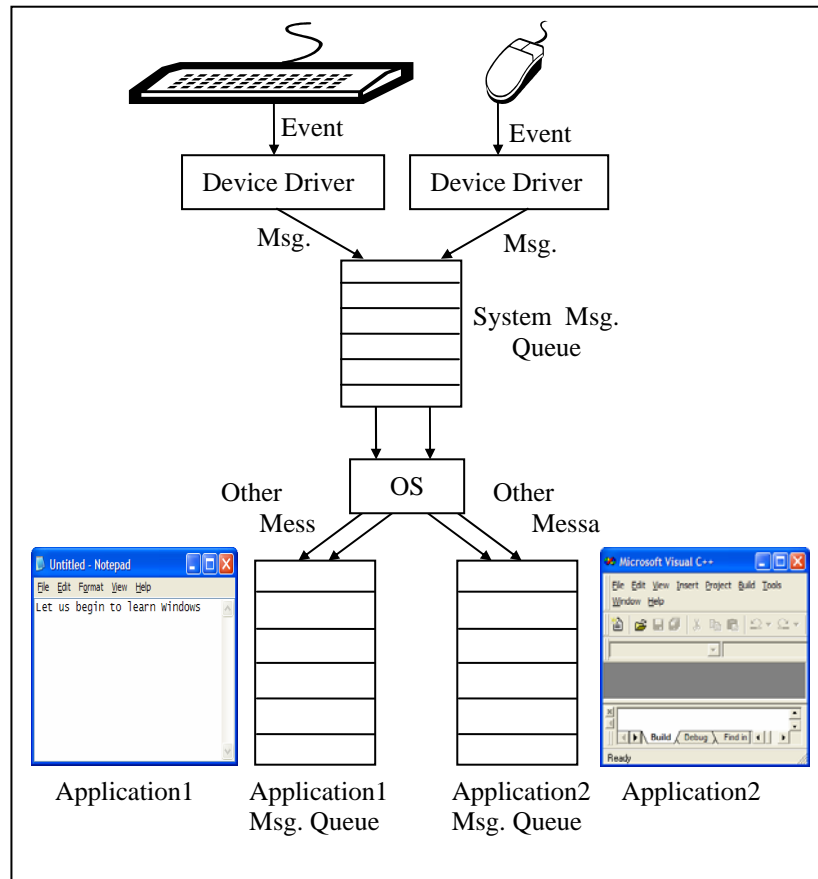 Event
Event
Device Driver
Device Driver
Msg.
Msg.
System Msg.
Queue
OS
Other
Mess
Other
Messa
Untitled - Notepad
File Edit Format View Help
Let us begin to learn Windows
Microsoft Visual C++
File Edit View Insert Project Build Tools
Window Help
Build Debug Find in
Ready
Application1
Application1
Msg. Queue
Application2
Msg. Queue
Application2